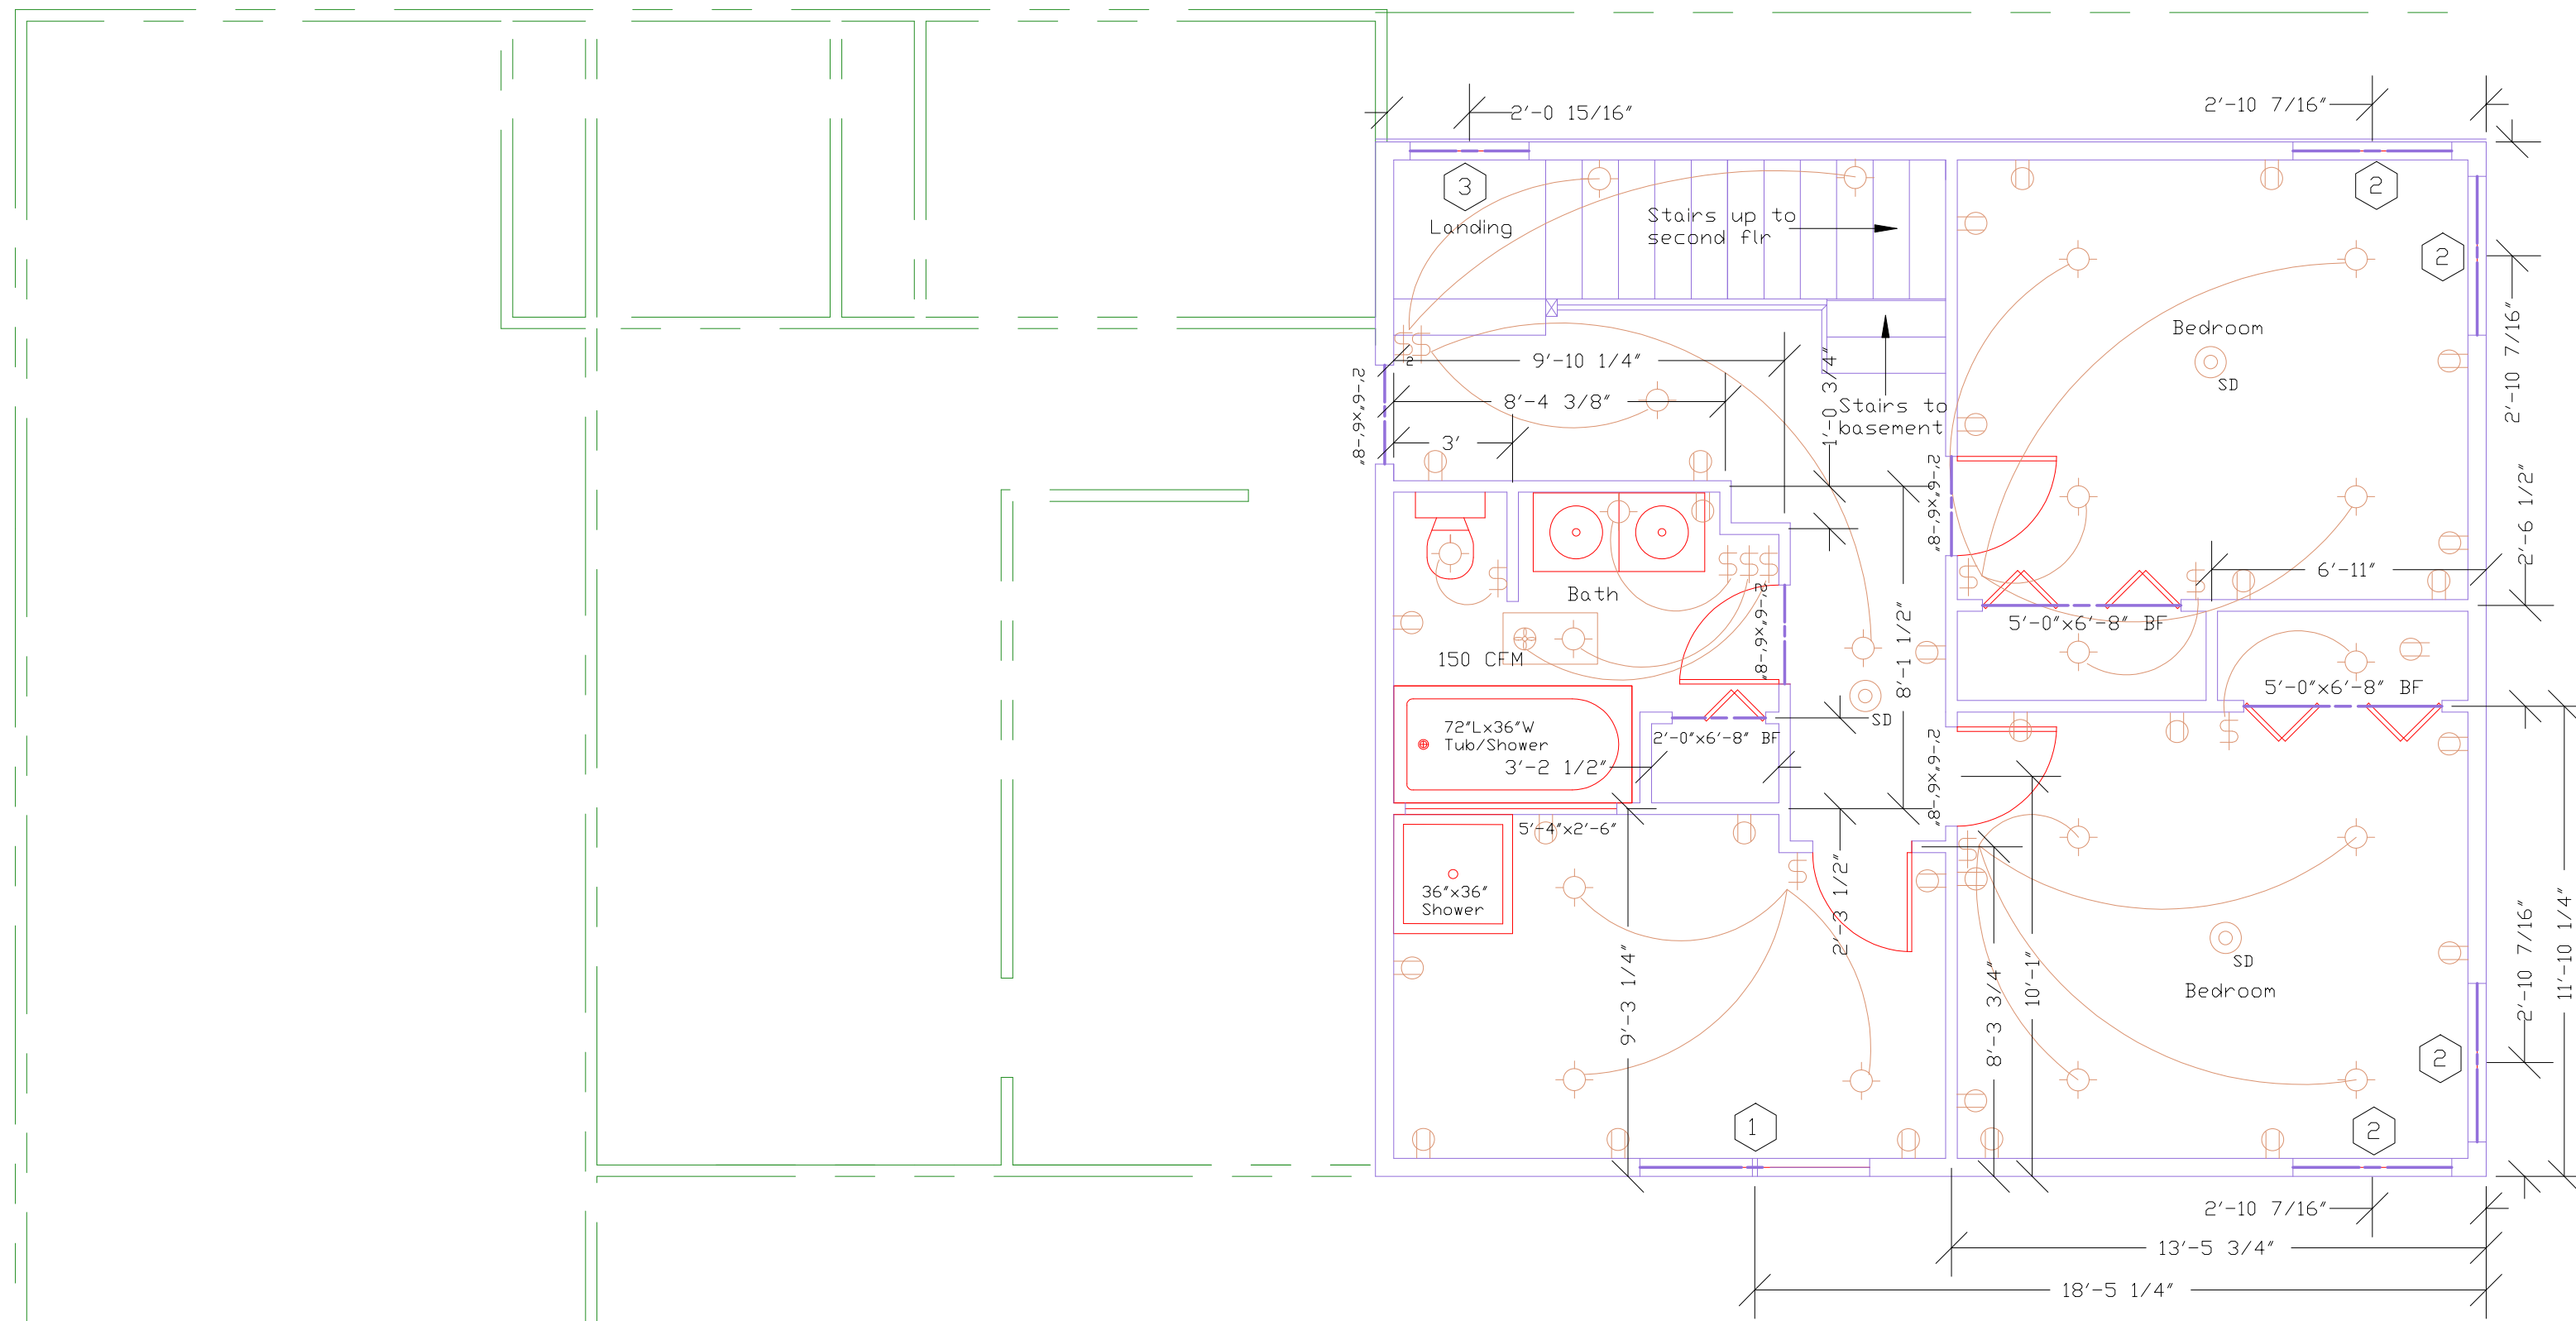 2'-0 15/16"
2'-10 7/16"
3
2
Landing
Stairs up to
second flr
2
Bedroom
SD
2'-10 7/16"
2
9'-10 1/4"
1'-0 3/4"
8'-4 3/8"
Stairs to
basement
2'-6"x6'-8"
3'
2'-6"x6'-8"
2'-6 1/2"
6'-11"
Bath
2'-6"x6'-8"
8'-1 1/2"
5'-0"x6'-8" BF
150 CFM
5'-0"x6'-8" BF
72"Lx36"W
Tub/Shower
SD
2'-0"x6'-8" BF
3'-2 1/2"
2'-6"x6'-8"
5'-4"x2'-6"
36"x36"
Shower
2'-3 1/2"
9'-3 1/4"
8'-3 3/4"
10'-1"
SD
Bedroom
2'-10 7/16"
11'-10 1/4"
2
1
2
2'-10 7/16"
13'-5 3/4"
18'-5 1/4"